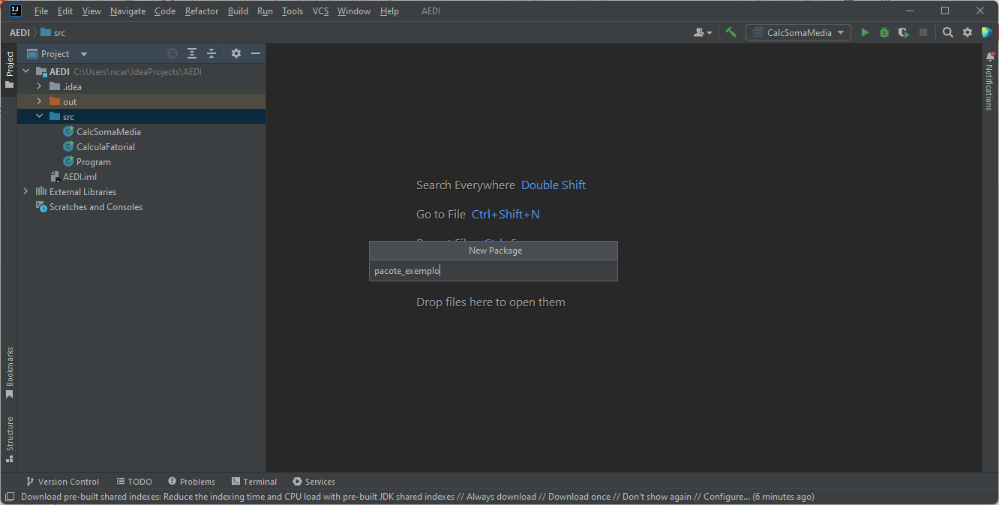 File Edit View Navigate Code Refactor Build Run Tools VCS Window Help AEDI
AEDI src
CalcSomaMedia
Project
Project
AEDI C:\Users\ricar\IdeaProjects\AEDI
.idea
out
src
CalcSomaMedia
CalculaFatorial
Program
AEDI.iml
External Libraries
Scratches and Consoles
Notifications
Search Everywhere Double Shift
Go to File Ctrl+Shift+N
New Package
pacote_exemplo
Drop files here to open them
Bookmarks
Structure
Version Control TODO Problems Terminal Services
Download pre-built shared indexes: Reduce the indexing time and CPU load with pre-built JDK shared indexes // Always download // Download once // Don't show again // Configure... (6 minutes ago)